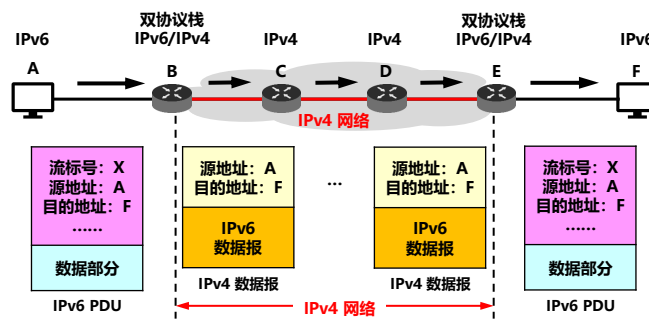 IPv6
双协议栈
IPv6/IPv4
IPv4
IPv4
双协议栈
IPv6/IPv4
IPv6
A
B
C
D
E
F
IPv4 网络
流标号：X
源地址：A
目的地址：F
……
数据部分
IPv6 PDU
源地址：A
目的地址：F
IPv6
数据报
IPv4 数据报
…
源地址：A
目的地址：F
IPv6
数据报
IPv4 数据报
流标号：X
源地址：A
目的地址：F
……
数据部分
IPv6 PDU
IPv4 网络